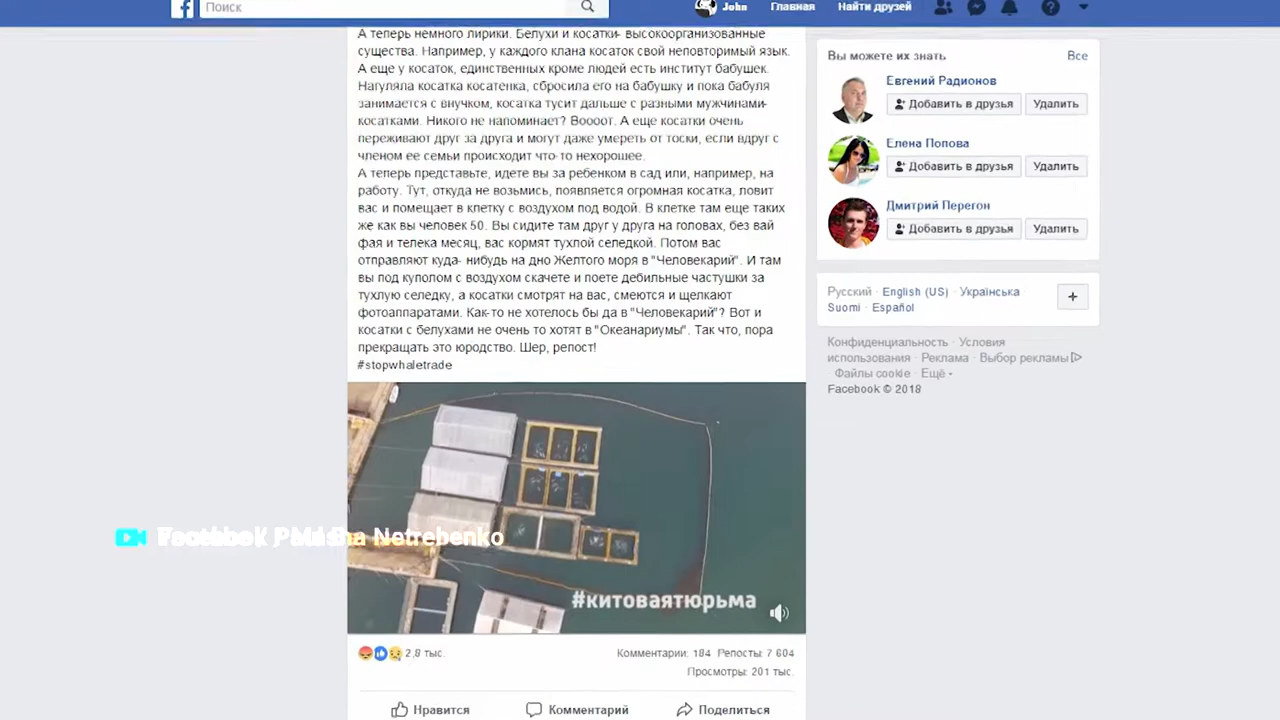 Поиск
John
Главная
Найти друзей
А теперь немного лирики. Белухи и косатки- высокоорганизованные
существа. Например, у каждого клана косаток свой неповторимый язык.
А еще у косаток, единственных кроме людей есть институт бабушек.
Нагуляла косатка косатенка, сбросила его на бабушку и пока бабуля
занимается с внучком, косатка тусит дальше с разными мужчинами-
косатками. Никого не напоминает? Воооот. А еще косатки очень
переживают друг за друга и могут даже умереть от тоски, если вдруг с
членом ее семьи происходит что-то нехорошее.
А теперь представьте, идете вы за ребенком в сад или, например, на
работу. Тут, откуда не возьмись, появляется огромная косатка, ловит
вас и помещает в клетку с воздухом под водой. В клетке там еще таких
же как вы человек 50. Вы сидите там друг у друга на головах, без вай
фая и телека месяц, вас кормят тухлой селедкой. Потом вас
отправляют куда- нибудь на дно Желтого моря в "Человекарий". И там
вы под куполом с воздухом скачете и поете дебильные частушки за
тухлую селедку, а косатки смотрят на вас, смеются и щелкают
фотоаппаратами. Как-то не хотелось бы да в "Человекарий"? Вот и
косатки с белухами не очень то хотят в "Океанариумы". Так что, пора
прекращать это юродство. Шер, репост!
#stopwhaletrade
#китоваятюрьма
Netrebenko
2,8 тыс.
Комментарии: 184 Репосты: 7 604
Просмотры: 201 тыс.
Нравится
Комментарий
Поделиться
Вы можете их знать
Все
Евгений Радионов
Добавить в друзья
Удалить
Елена Попова
Добавить в друзья
Удалить
Дмитрий Перегон
Добавить в друзья
Удалить
Русский · English (US) · Українська
Suomi · Español
Конфиденциальность · Условия
использования · Реклама · Выбор рекламы
Файлы cookie · Ещё
Facebook © 2018